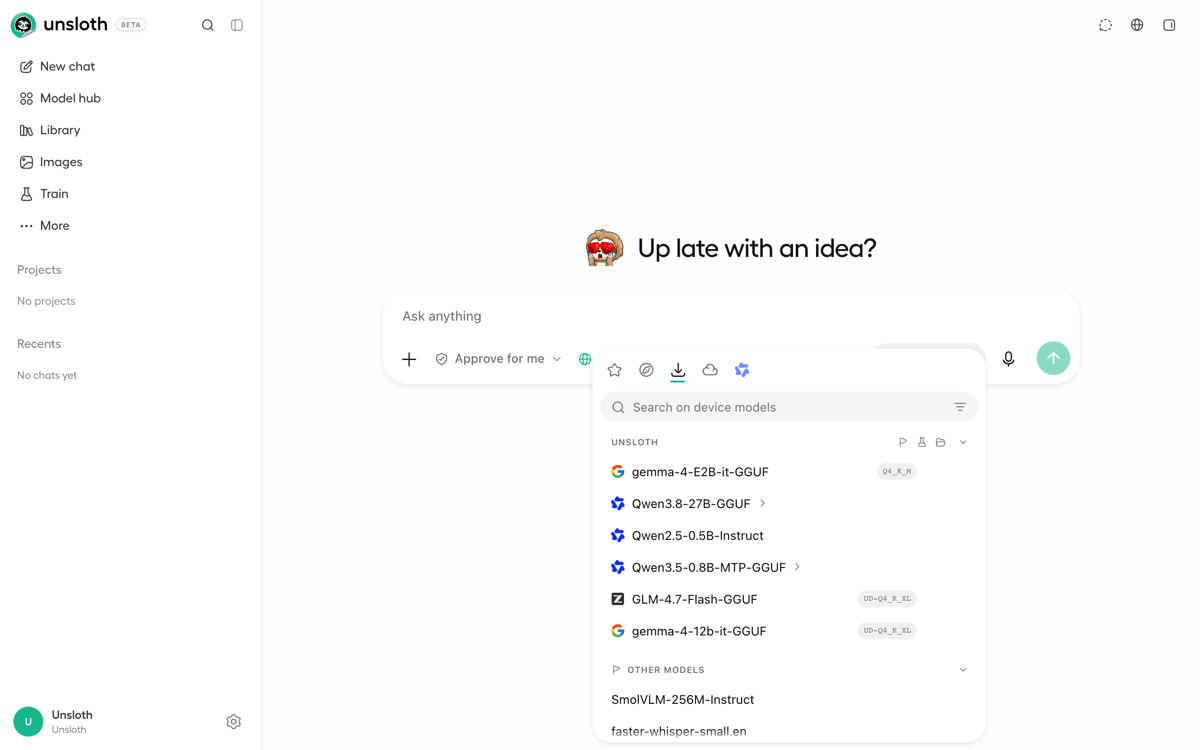 unsloth BETA
New chat
Model hub
Library
Images
Train
More
Projects
No projects
Recents
No chats yet
U
Unsloth
Unsloth
Up late with an idea?
Ask anything
Approve for me
Search on device models
UNSLOTH
gemma-4-E2B-it-GGUF Q4_K_M
Qwen3.8-27B-GGUF
Qwen2.5-0.5B-Instruct
Qwen3.5-0.8B-MTP-GGUF
GLM-4.7-Flash-GGUF UD-Q4_K_XL
gemma-4-12b-it-GGUF UD-Q4_K_XL
OTHER MODELS
SmolVLM-256M-Instruct
faster-whisper-small.en